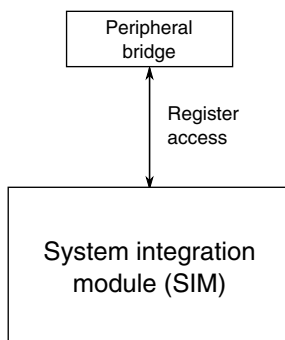 Peripheral
bridge
Register
access
System integration
module (SIM)